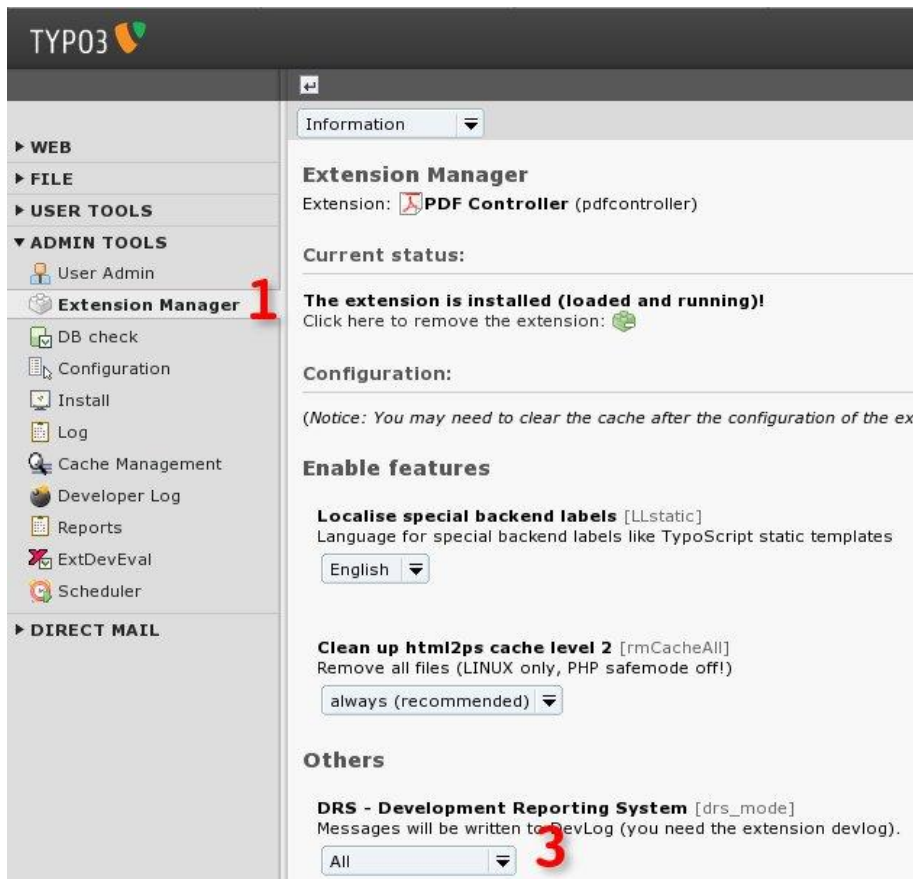 TYPO3
Information
▶ WEB
▶ FILE
▶ USER TOOLS
▼ ADMIN TOOLS
User Admin
Extension Manager 1
DB check
Configuration
Install
Log
Cache Management
Developer Log
Reports
ExtDevEval
Scheduler
▶ DIRECT MAIL
Extension Manager
Extension: PDF Controller (pdfcontroller)
Current status:
The extension is installed (loaded and running)!
Click here to remove the extension:
Configuration:
(Notice: You may need to clear the cache after the configuration of the ex
Enable features
Localise special backend labels [LLstatic]
Language for special backend labels like TypoScript static templates
English
Clean up html2ps cache level 2 [rmCacheAll]
Remove all files (LINUX only, PHP safemode off!)
always (recommended)
Others
DRS - Development Reporting System [drs_mode]
Messages will be written to DevLog (you need the extension devlog).
All 3